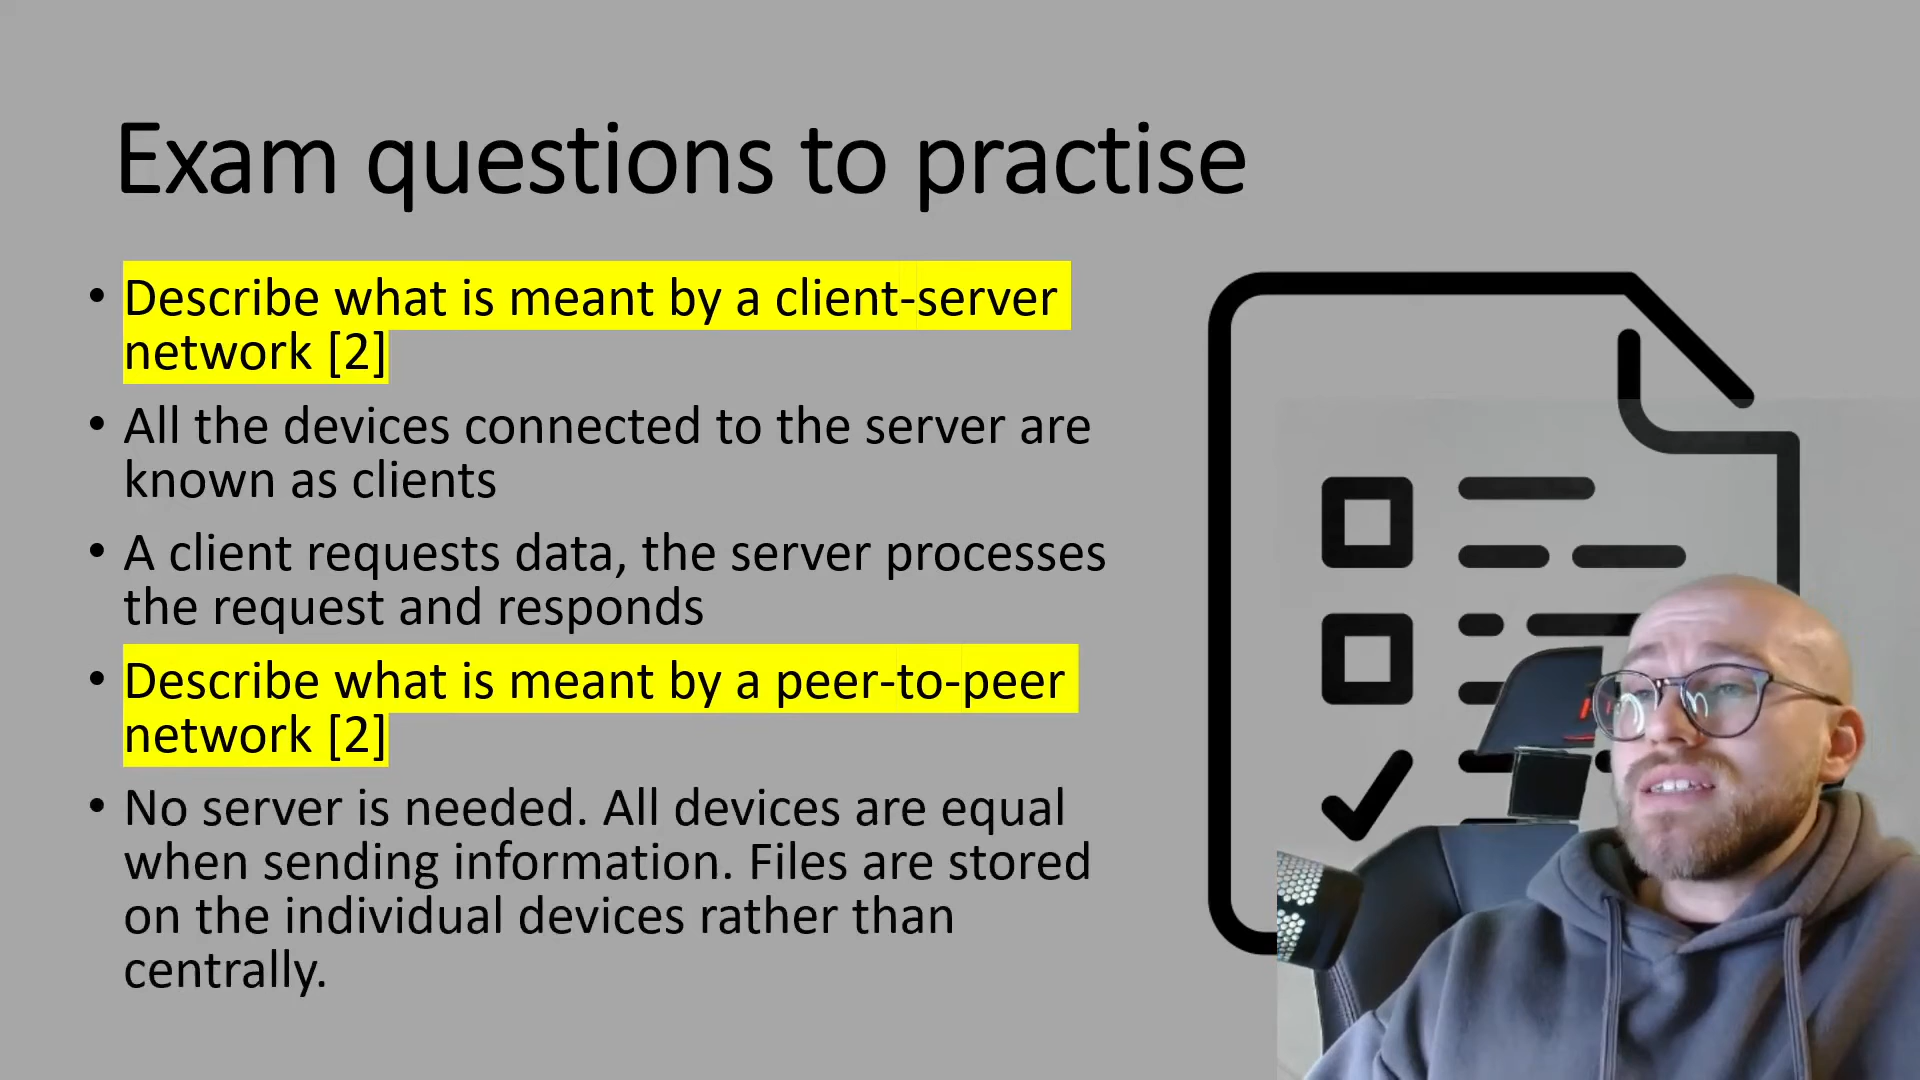 Exam questions to practise
• Describe what is meant by a client-server
network [2]
• All the devices connected to the server are
known as clients
• A client requests data, the server processes
the request and responds
• Describe what is meant by a peer-to-peer
network [2]
• No server is needed. All devices are equal
when sending information. Files are stored
on the individual devices rather than
centrally.